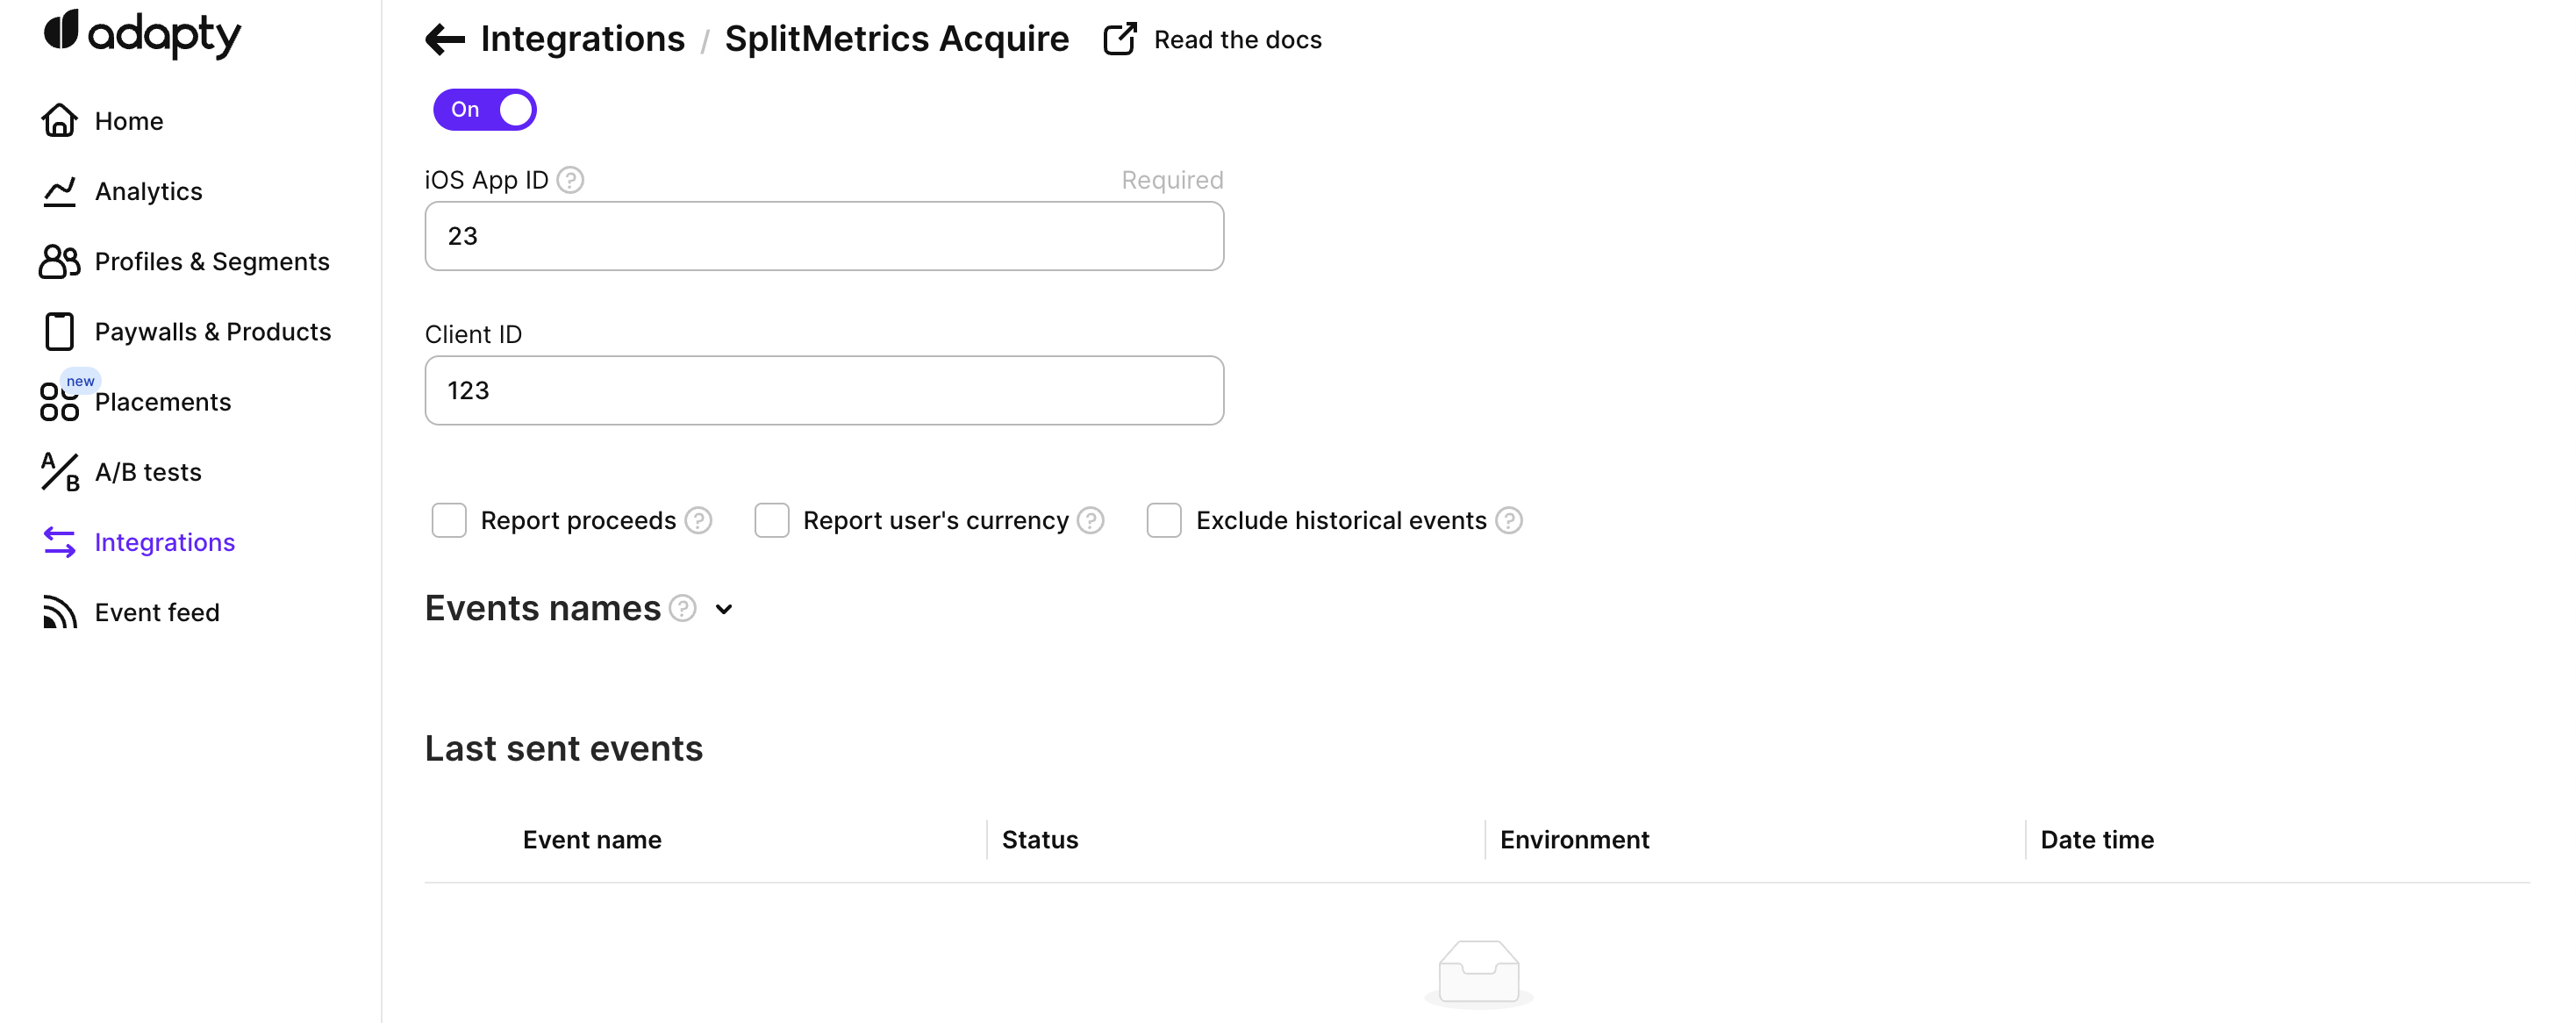 adapty
Home
Analytics
Profiles & Segments
Paywalls & Products
new
Placements
A/B tests
Integrations
Event feed
Integrations / SplitMetrics Acquire Read the docs
On
iOS App ID ? Required
23
Client ID
123
Report proceeds ? Report user's currency ? Exclude historical events ?
Events names ?
Last sent events
Event name Status Environment Date time